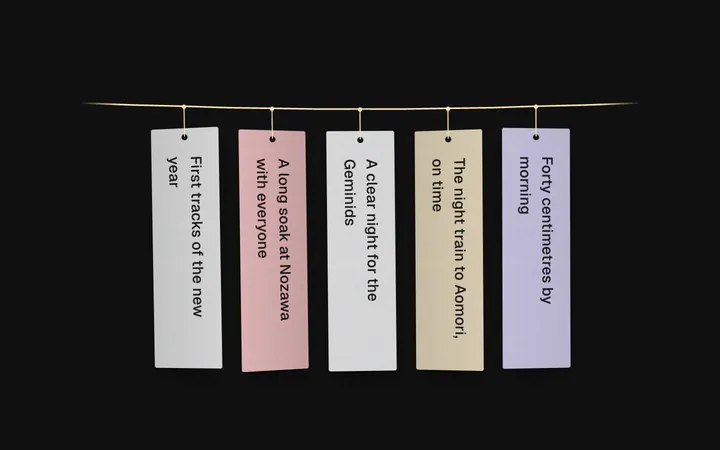 First tracks of the new
year
A long soak at Nozawa
with everyone
A clear night for the
Geminids
The night train to Aomori,
on time
Forty centimetres by
morning